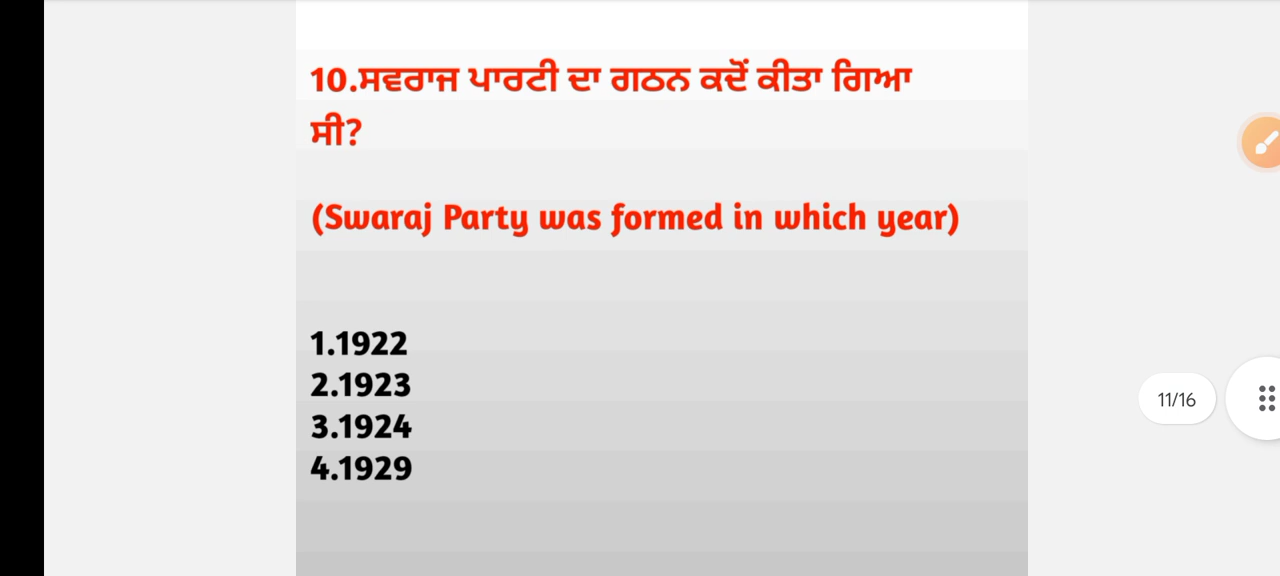 10.ਸਵਰਾਜ ਪਾਰਟੀ ਦਾ ਗਠਨ ਕਦੋਂ ਕੀਤਾ ਗਿਆ
ਸੀ?
(Swaraj Party was formed in which year)
1.1922
2.1923
3.1924
4.1929
11/16